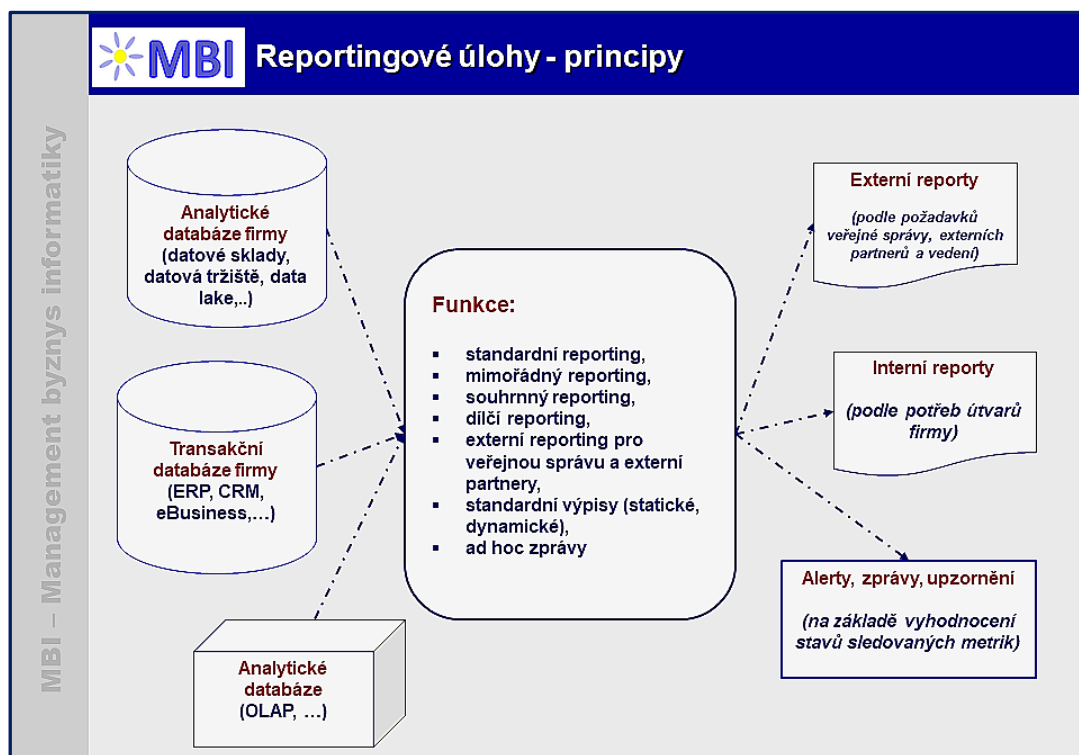 MBI – Management byznys informatiky
MBI
Reportingové úlohy - principy
Analytické
databáze firmy
(datové sklady,
datová tržiště, data
lake,..)
Transakční
databáze firmy
(ERP, CRM,
eBusiness,...)
Analytické
databáze
(OLAP, ...)
Funkce:
▪ standardní reporting,
▪ mimořádný reporting,
▪ souhrnný reporting,
▪ dílčí reporting,
▪ externí reporting pro
veřejnou správu a externí
partnery,
▪ standardní výpisy (statické,
dynamické),
▪ ad hoc zprávy
Externí reporty
(podle požadavků
veřejné správy, externích
partnerů a vedení)
Interní reporty
(podle potřeb útvarů
firmy)
Alerty, zprávy, upozornění
(na základě vyhodnocení
stavů sledovaných metrik)